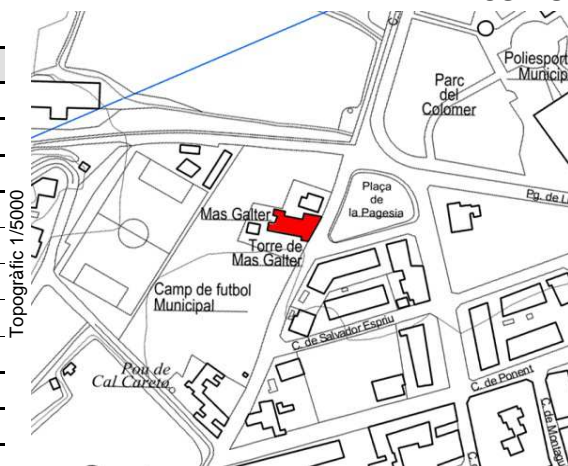 Topogràfic 1/5000
Parc
del
Colomer
Poliesport
Municip
Plaça
de
la Pagesia
Pg. de
Mas Galter
Torre de
Mas Galter
Camp de futbol
Municipal
C. de Salvador Espriu
Pou de
Cal Careto
C. de Ponent
C. de